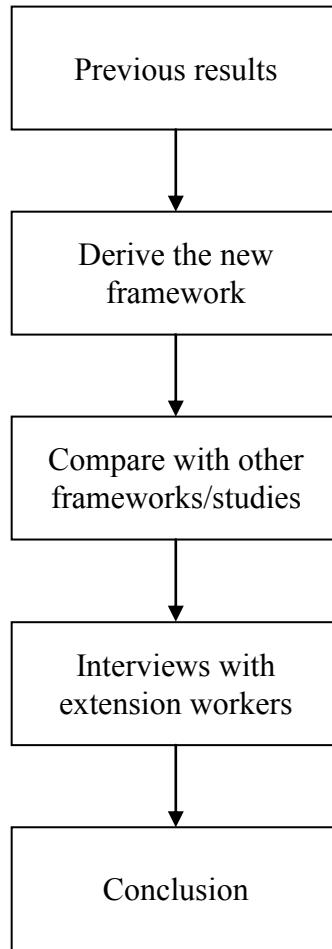 Previous results
Derive the new
framework
Compare with other
frameworks/studies
Interviews with
extension workers
Conclusion